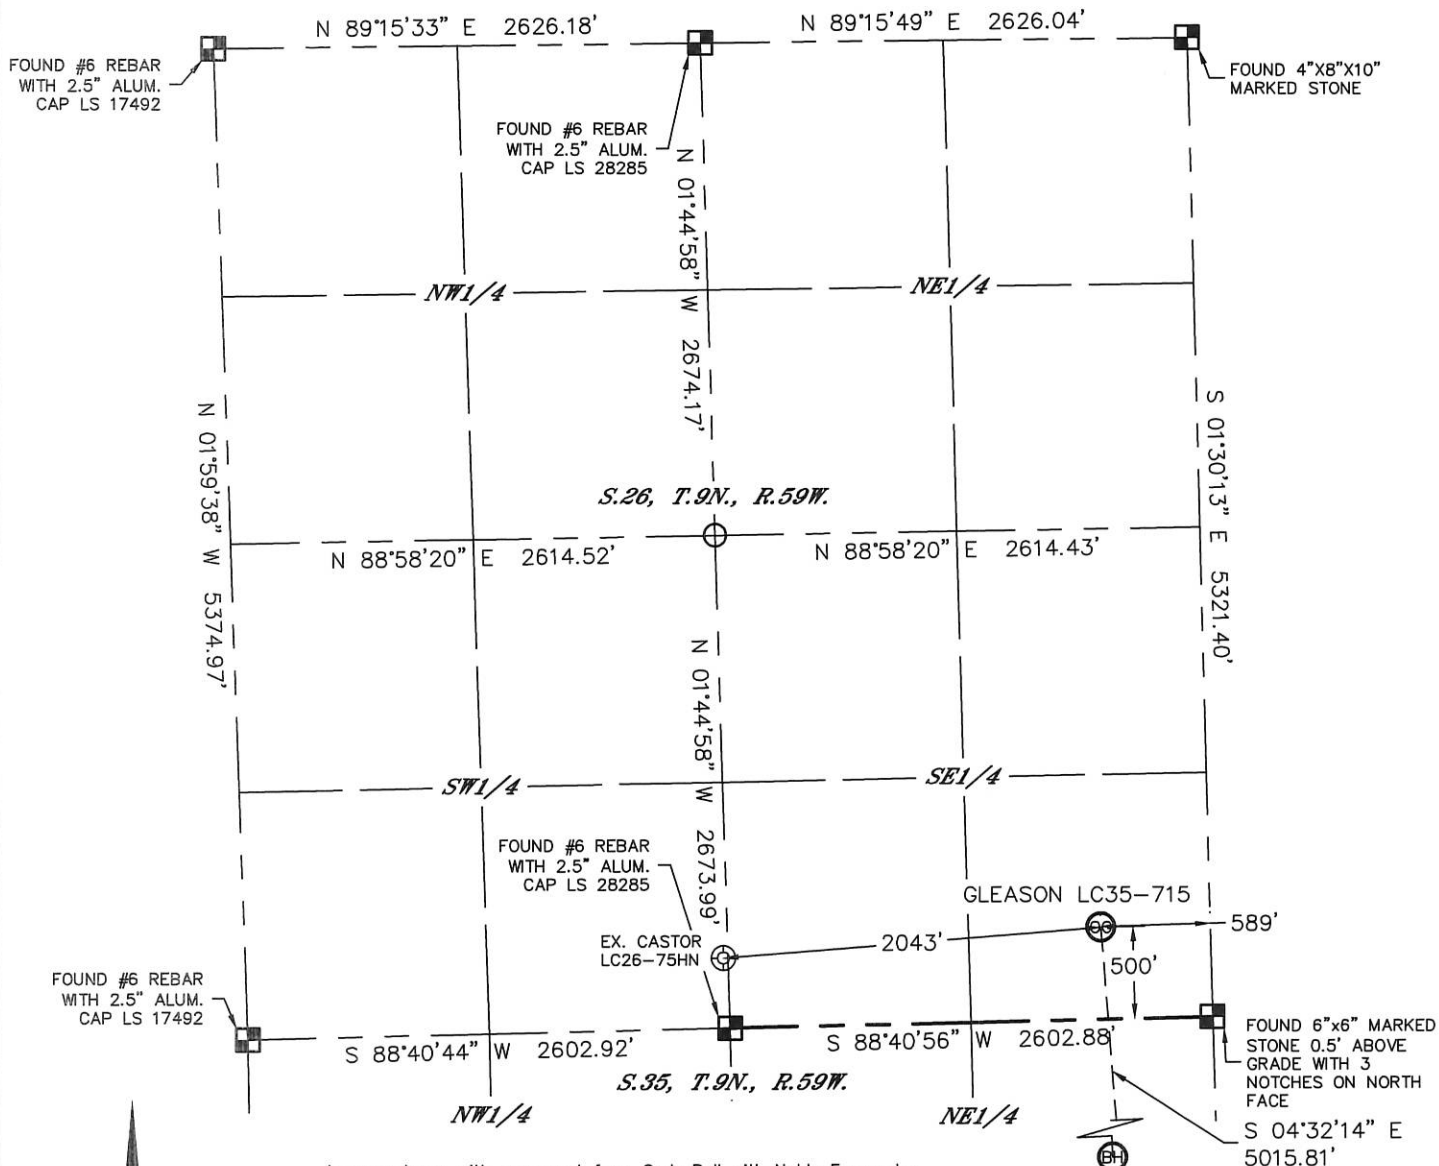 N 89°15'33" E 2626.18'
N 89°15'49" E 2626.04'
FOUND #6 REBAR
WITH 2.5" ALUM.
CAP LS 17492
FOUND 4"X8"X10"
MARKED STONE
FOUND #6 REBAR
WITH 2.5" ALUM.
CAP LS 28285
N 01°44'58" W 2674.17'
NW1/4
NE1/4
N 01°59'38" W 5374.97'
S 01°30'13" E 5321.40'
S.26, T.9N., R.59W.
N 88°58'20" E 2614.52'
N 88°58'20" E 2614.43'
N 01°44'58" W 2673.99'
SW1/4
SE1/4
FOUND #6 REBAR
WITH 2.5" ALUM.
CAP LS 28285
GLEASON LC35-715
EX. CASTOR
LC26-75HN
2043'
589'
500'
FOUND #6 REBAR
WITH 2.5" ALUM.
CAP LS 17492
S 88°40'44" W 2602.92'
S 88°40'56" W 2602.88'
FOUND 6"x6" MARKED
STONE 0.5' ABOVE
GRADE WITH 3
NOTCHES ON NORTH
FACE
S.35, T.9N., R.59W.
NW1/4
NE1/4
S 04°32'14" E
5015.81'
BH